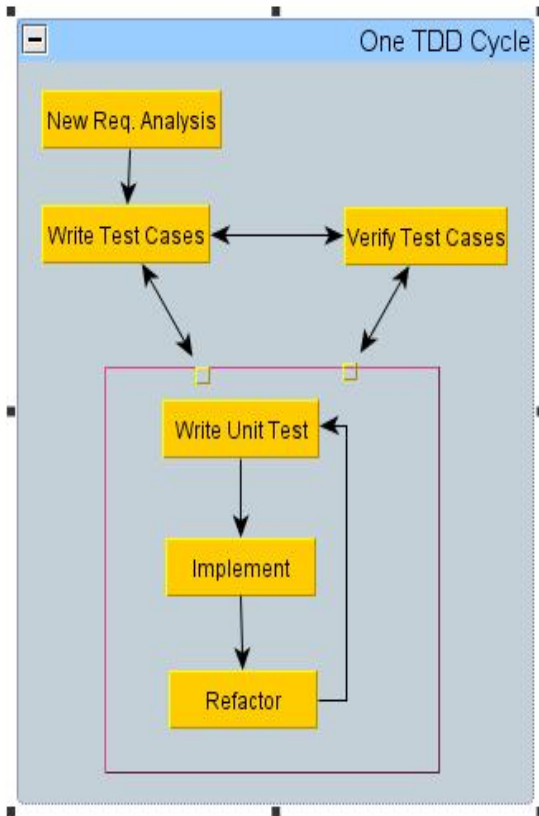 One TDD Cycle
New Req. Analysis
Write Test Cases
Verify Test Cases
Write Unit Test
Implement
Refactor